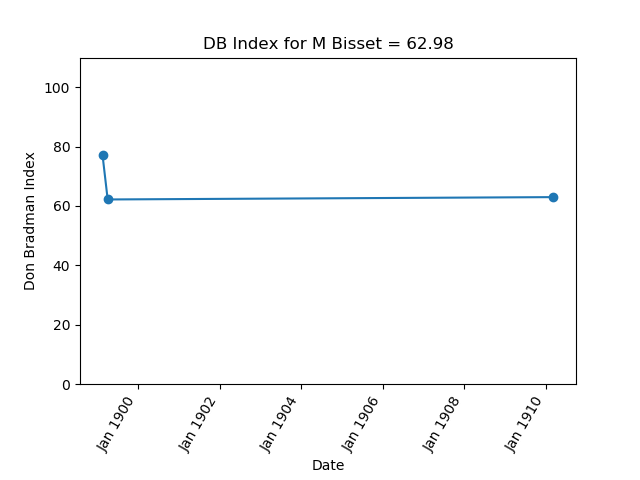 DB Index for M Bisset = 62.98
Don Bradman Index
100
80
60
40
20
0
Jan 1900
Jan 1902
Jan 1904
Jan 1906
Jan 1908
Jan 1910
Date